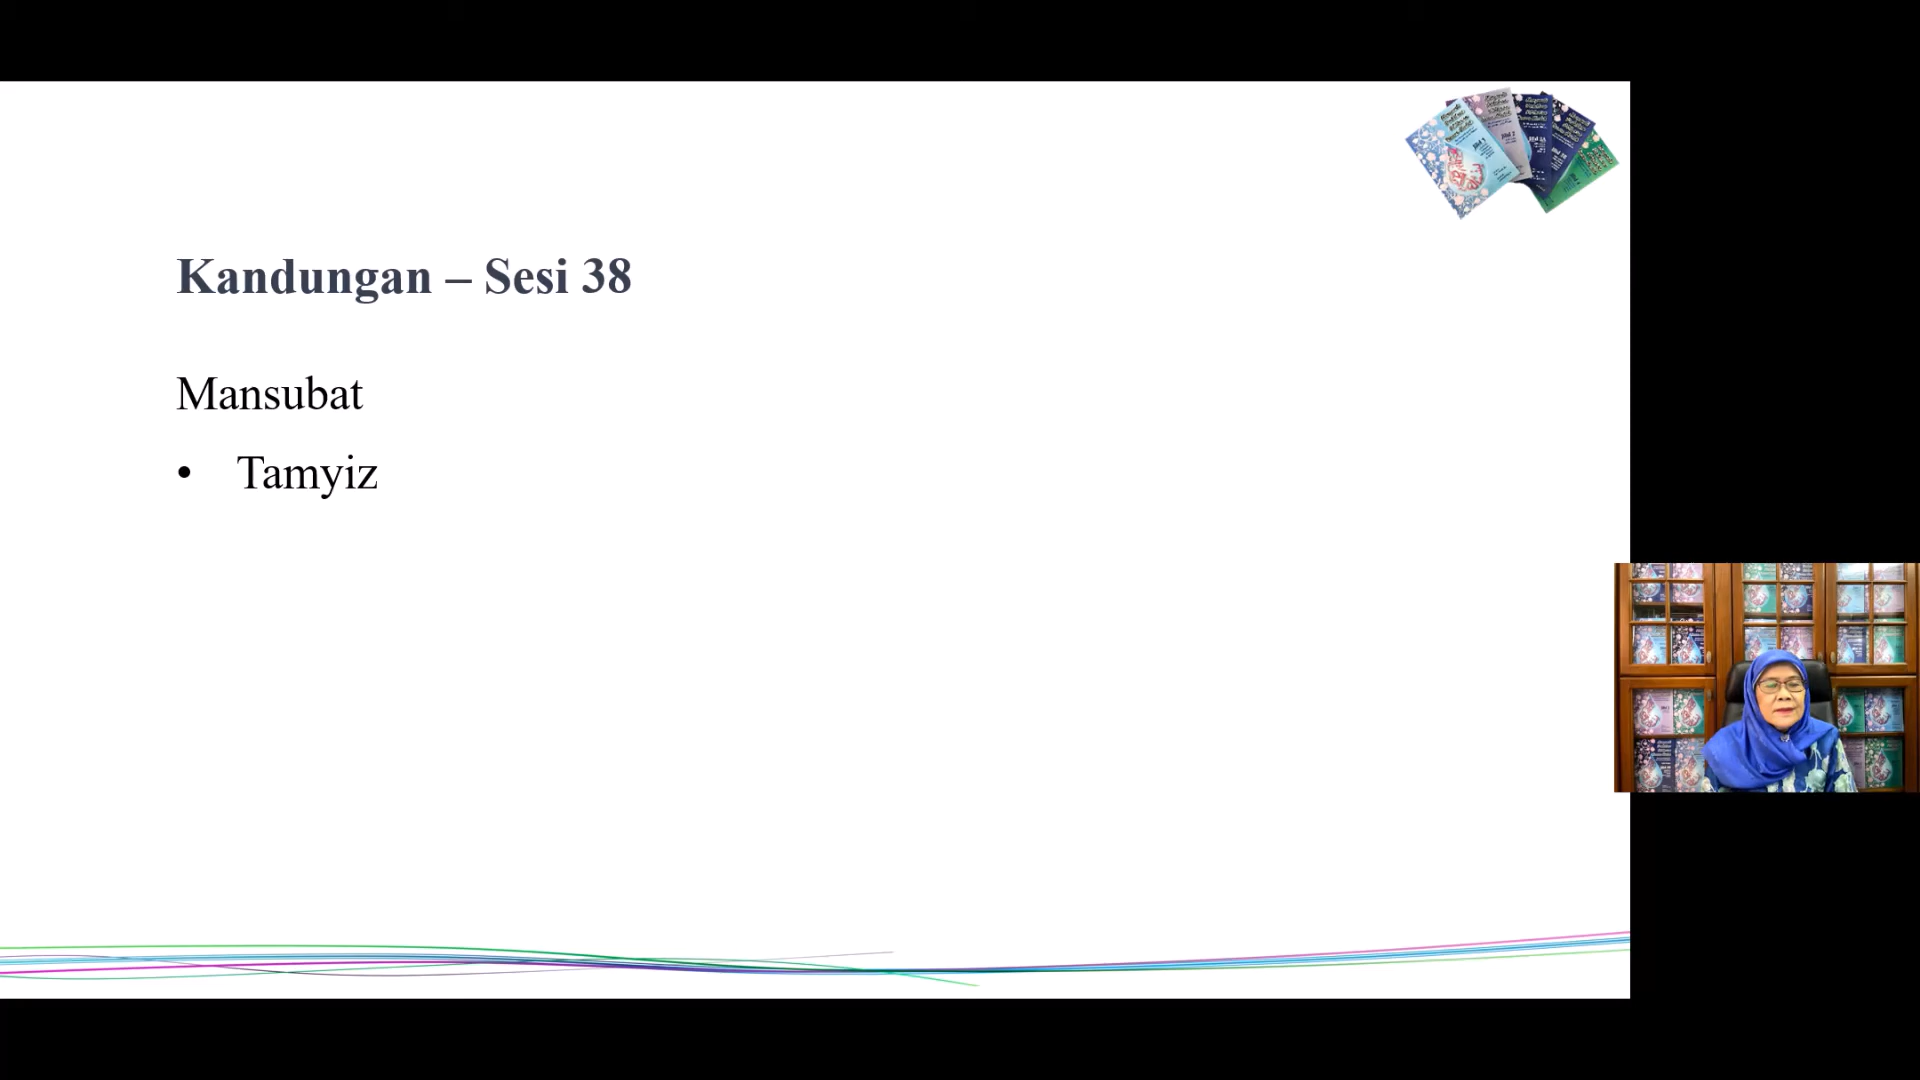 Kandungan – Sesi 38
Mansubat
• Tamyiz